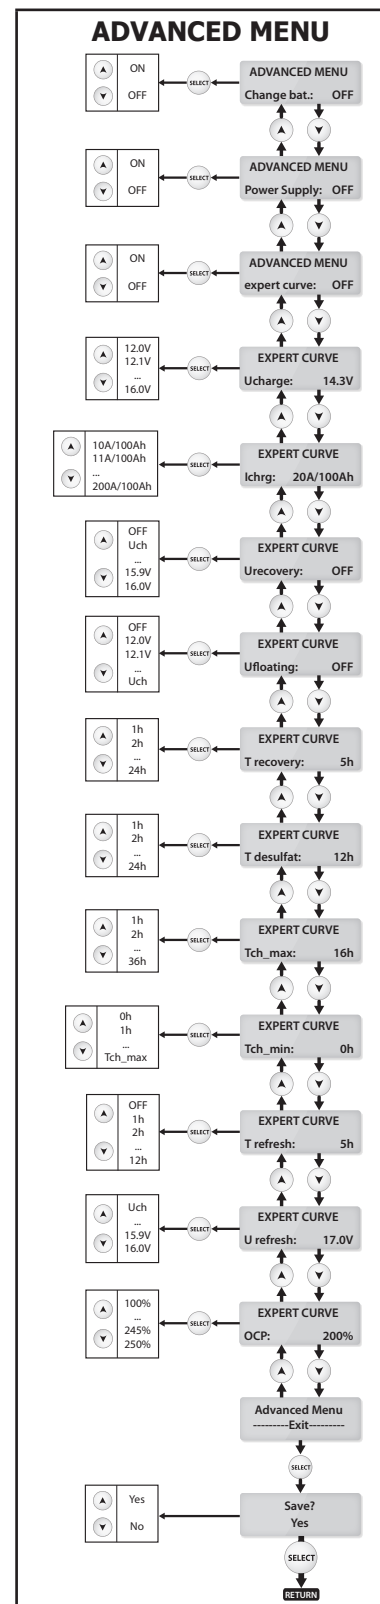 ADVANCED MENU
ON
OFF
SELECT
ADVANCED MENU
Change bat.: OFF
ON
OFF
SELECT
ADVANCED MENU
Power Supply: OFF
ON
OFF
SELECT
ADVANCED MENU
expert curve: OFF
12.0V
12.1V
...
16.0V
SELECT
EXPERT CURVE
Ucharge: 14.3V
10A/100Ah
11A/100Ah
...
200A/100Ah
SELECT
EXPERT CURVE
Ichrg: 20A/100Ah
OFF
Uch
...
15.9V
16.0V
SELECT
EXPERT CURVE
Urecovery: OFF
OFF
12.0V
12.1V
...
Uch
SELECT
EXPERT CURVE
Ufloating: OFF
1h
2h
...
24h
SELECT
EXPERT CURVE
T recovery: 5h
1h
2h
...
24h
SELECT
EXPERT CURVE
T desulfat: 12h
1h
2h
...
36h
SELECT
EXPERT CURVE
Tch_max: 16h
0h
1h
...
Tch_max
SELECT
EXPERT CURVE
Tch_min: 0h
OFF
1h
2h
...
12h
SELECT
EXPERT CURVE
T refresh: 5h
Uch
...
15.9V
16.0V
SELECT
EXPERT CURVE
U refresh: 17.0V
100%
...
245%
250%
SELECT
EXPERT CURVE
OCP: 200%
Advanced Menu
---------Exit---------
SELECT
Yes
No
Save?
Yes
SELECT
RETURN